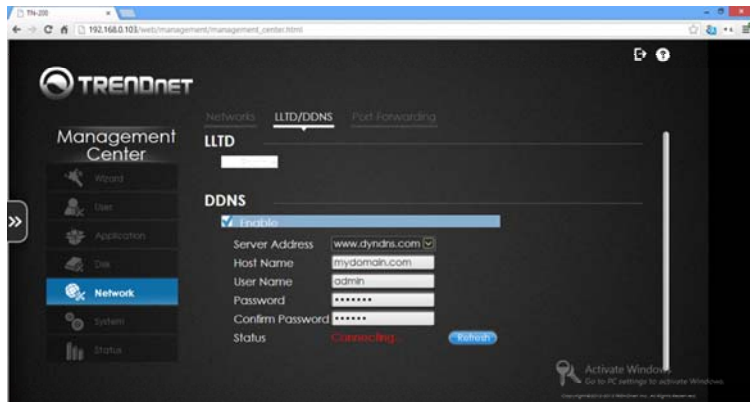 TN-200
192.168.0.103/web/management/management_center.html
TRENDNET
Networks LLTD/DDNS Port Forwarding
Management Center
Wizard
User
Application
Disk
Network
System
Status
LLTD
DDNS
Enable
Server Address www.dyndns.com
Host Name mydomain.com
User Name admin
Password •••••••
Confirm Password ••••••
Status Connecting... Refresh
Activate Windows
Go to PC settings to activate Windows.